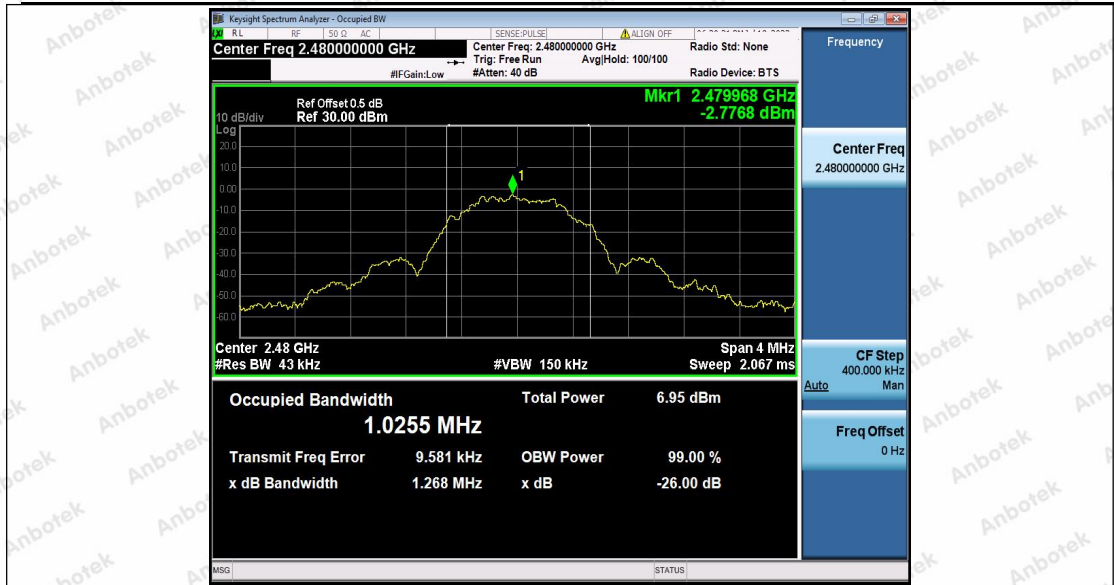 Keysight Spectrum Analyzer - Occupied BW
RL RF 50 Ω AC SENSE:PULSE ALIGN OFF
Center Freq 2.480000000 GHz
Center Freq: 2.480000000 GHz
Radio Std: None
Trig: Free Run Avg|Hold: 100/100
#IFGain:Low #Atten: 40 dB Radio Device: BTS
Mkr1 2.479968 GHz
-2.7768 dBm
Ref Offset 0.5 dB
10 dB/div Ref 30.00 dBm
Log
20.0
10.0
0.00
-10.0
-20.0
-30.0
-40.0
-50.0
-60.0
1
Center 2.48 GHz Span 4 MHz
#Res BW 43 kHz #VBW 150 kHz Sweep 2.067 ms
Occupied Bandwidth Total Power 6.95 dBm
1.0255 MHz
Transmit Freq Error 9.581 kHz OBW Power 99.00 %
x dB Bandwidth 1.268 MHz x dB -26.00 dB
MSG STATUS
Frequency
Center Freq
2.480000000 GHz
CF Step
400.000 kHz
Auto Man
Freq Offset
0 Hz
Anbotek